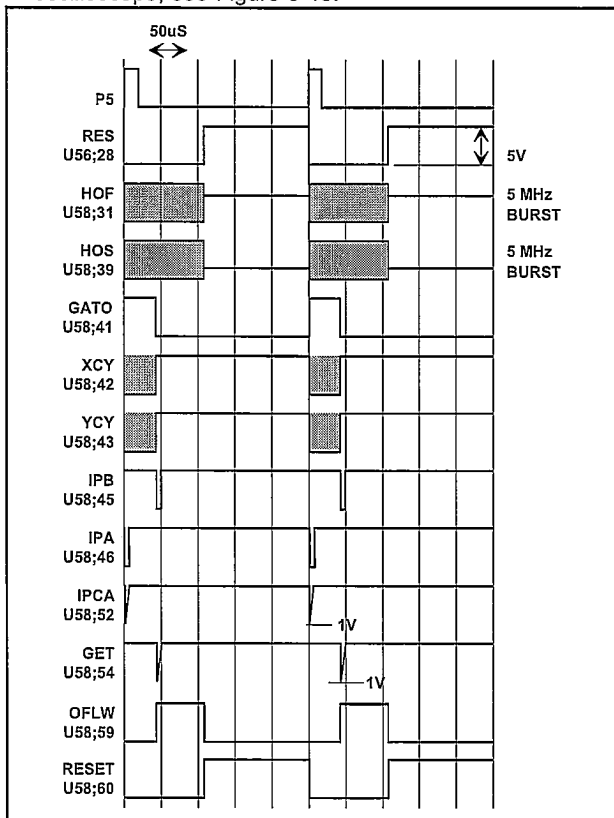 50uS
P5
RES
U56;28
5V
HOF
U58;31
5 MHz
BURST
HOS
U58;39
5 MHz
BURST
GATO
U58;41
XCY
U58;42
YCY
U58;43
IPB
U58;45
IPA
U58;46
IPCA
U58;52
1V
GET
U58;54
1V
OFLW
U58;59
RESET
U58;60